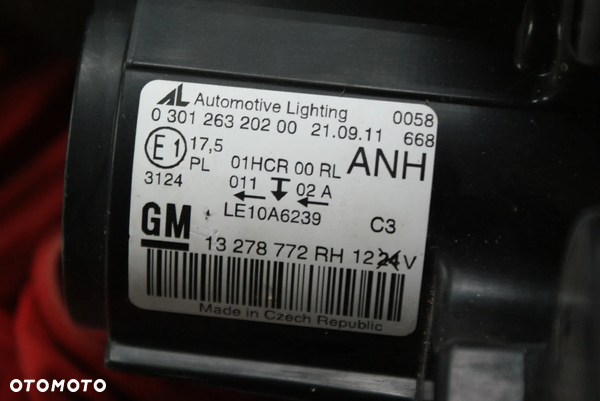 AL Automotive Lighting 0058
0 301 263 202 00 21.09.11 668
E1 17,5 PL 01HCR 00 RL ANH
3124 011 02 A
LE10A6239 C3
GM 13 278 772 RH 12 24 V
Made in Czech Republic
OTOMOTO